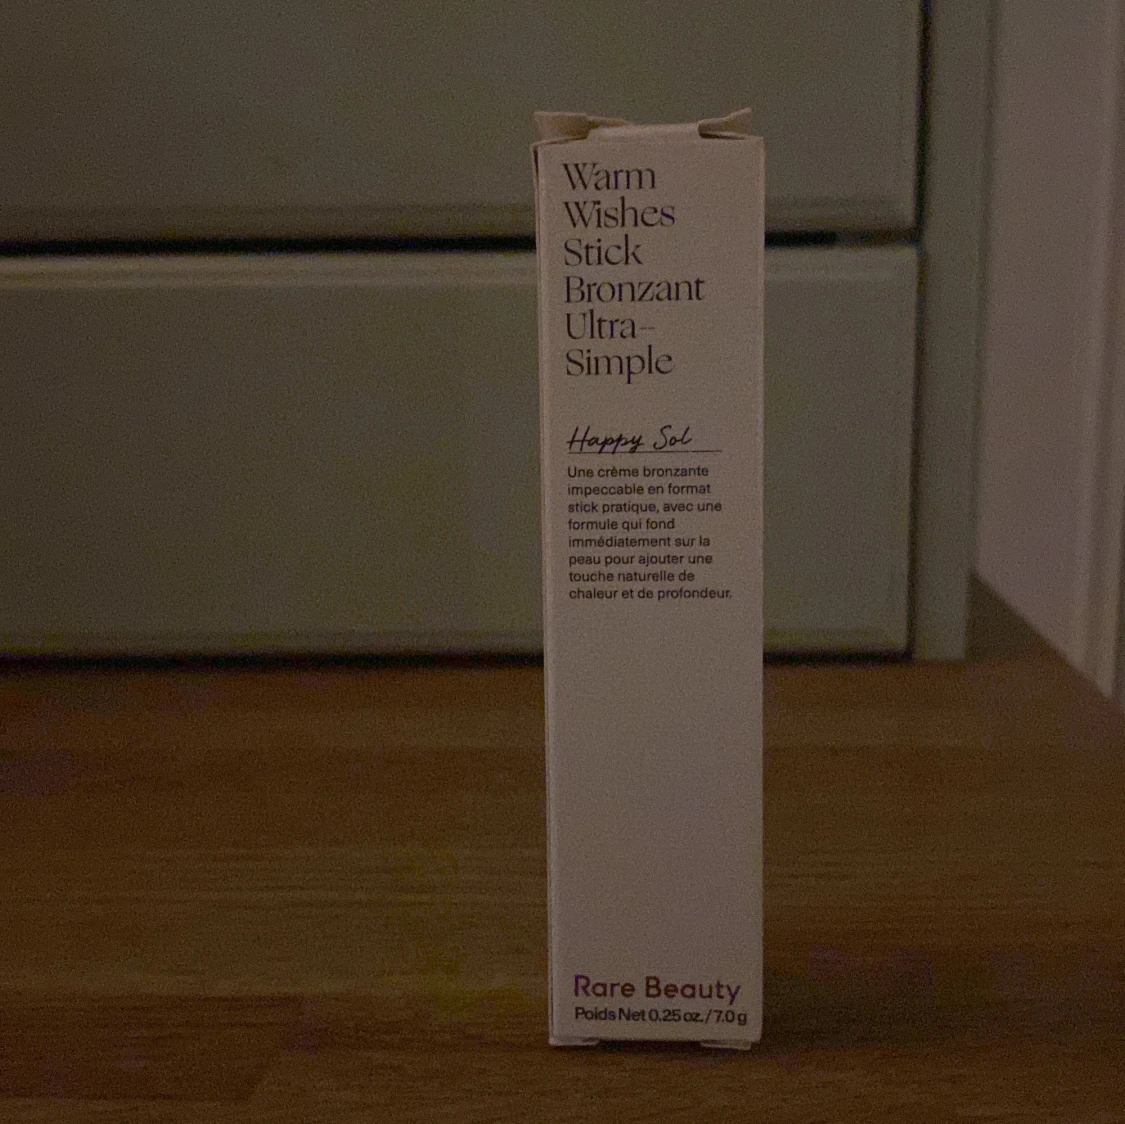 Warm
Wishes
Stick
Bronzant
Ultra-
Simple
Happy Sol
Une crème bronzante
impeccable en format
stick pratique, avec une
formule qui fond
immédiatement sur la
peau pour ajouter une
touche naturelle de
chaleur et de profondeur.
Rare Beauty
Poids Net 0.25 oz./7.0 g